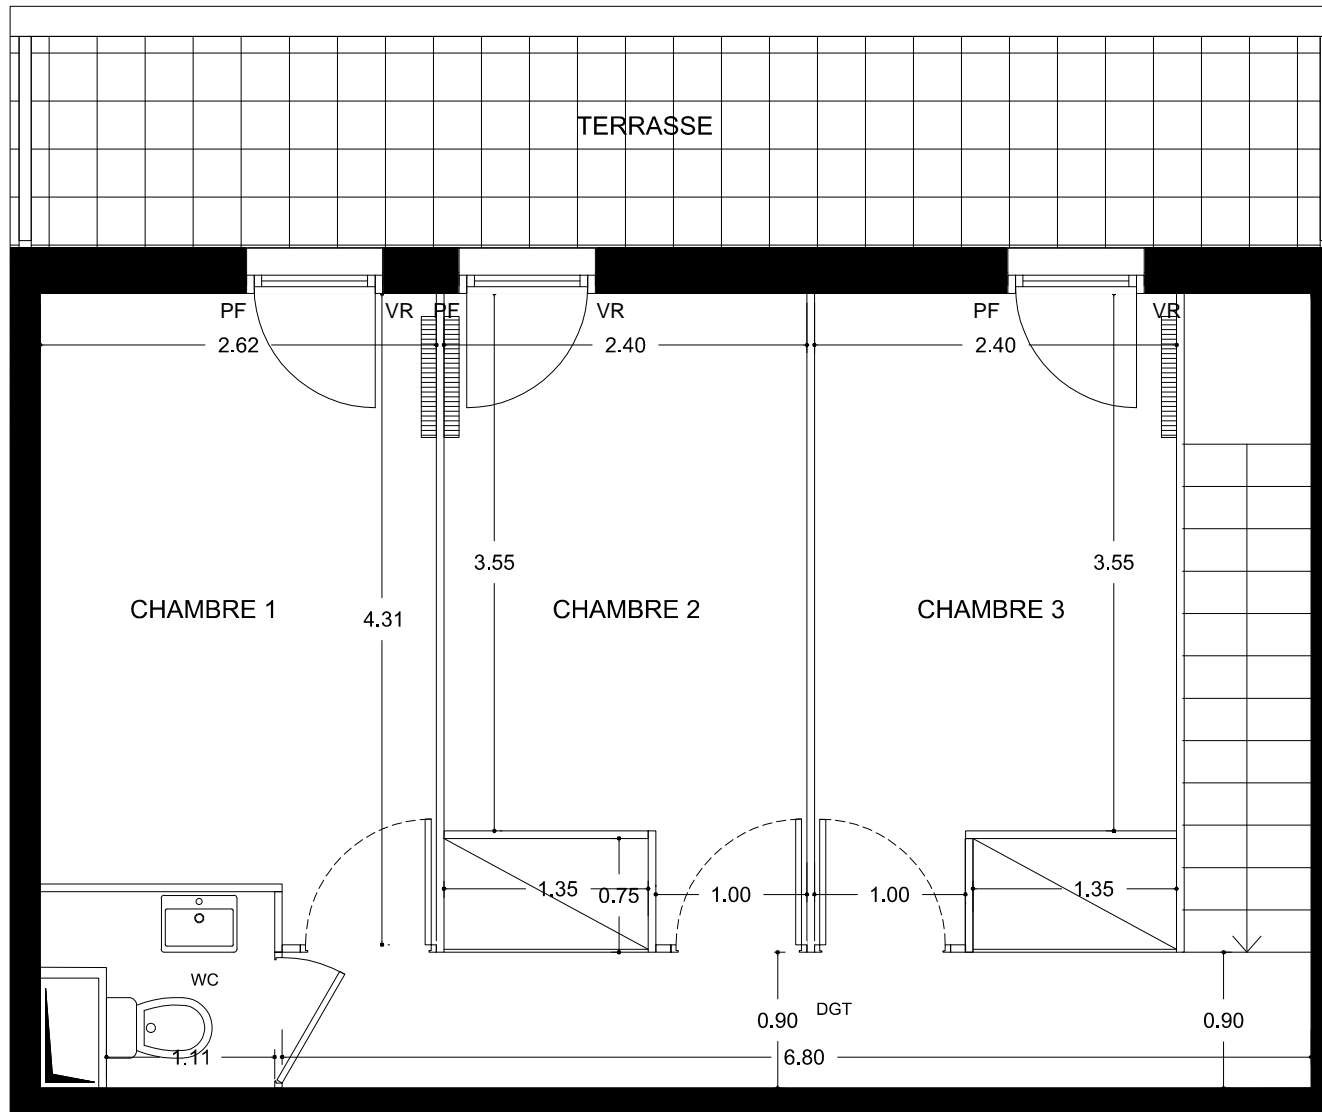 TERRASSE
PF
VR
PF
VR
PF
VR
2.62
2.40
2.40
3.55
3.55
CHAMBRE 1
4.31
CHAMBRE 2
CHAMBRE 3
1.35
0.75
1.00
1.00
1.35
WC
0.90
DGT
0.90
1.11
6.80